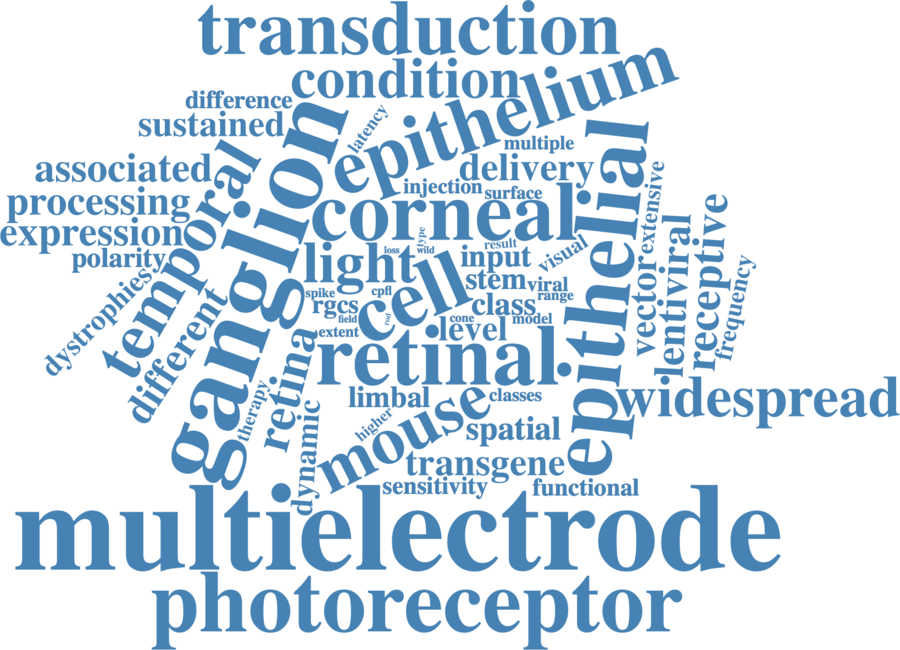 transduction
condition
epithelium
difference
latency
sustained
multiple
associated
temporal
ganglion
delivery
epithelial
extensive
injection
surface
processing
corneal
receptive
expression
type
loss
wild
result
visual
polarity
light
input
lentiviral
vector
frequency
cell
stem
viral
spike
cpfl
range
dystrophies
rgcs
class
field
rod
cone
model
different
extent
level
retina
retinal
limbal
classes
widespread
therapy
mouse
higher
spatial
dynamic
transgene
sensitivity
functional
multielectrode
photoreceptor